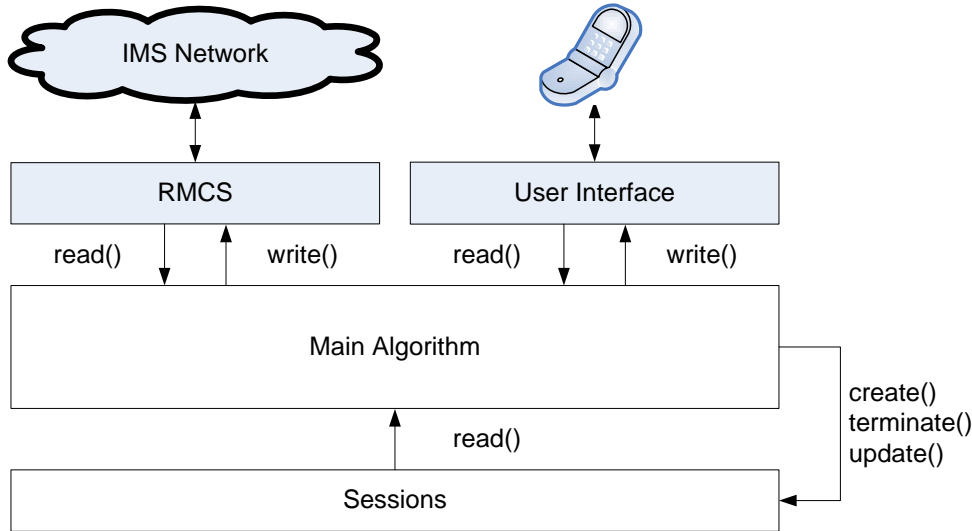 IMS Network
RMCS
User Interface
read()
write()
read()
write()
Main Algorithm
create()
terminate()
update()
read()
Sessions